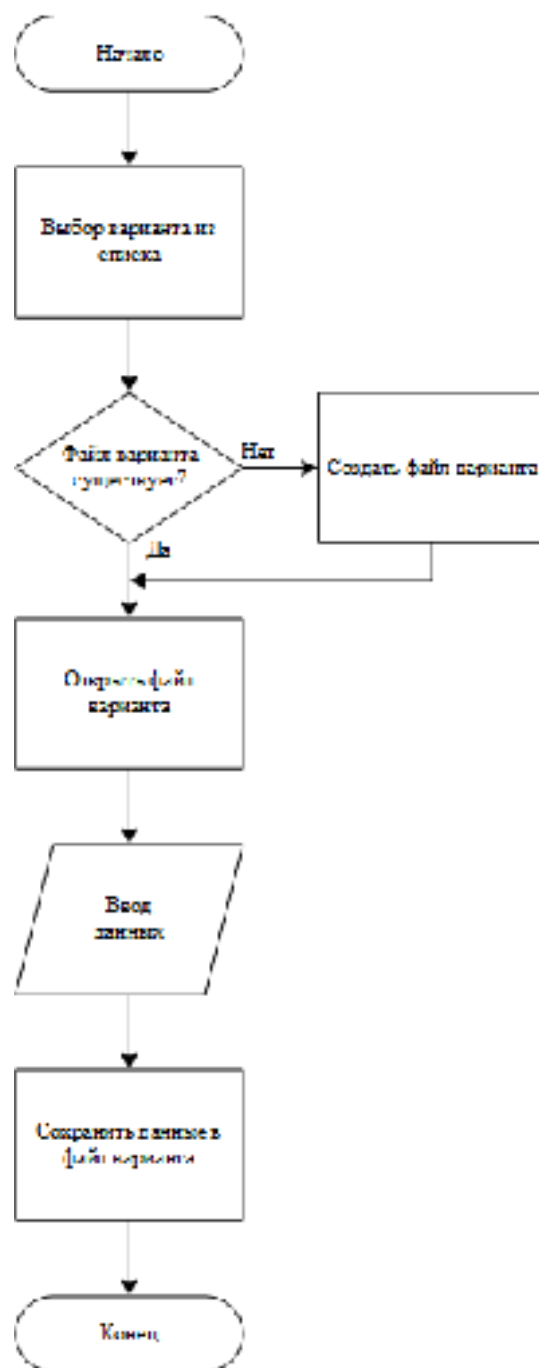 Начало
Выбор варианта из
списка
Файл варианта
существует?
Нет
Создать файл варианта
Да
Открыть файл
варианта
Ввод
данных
Сохранить данные в
файл варианта
Конец